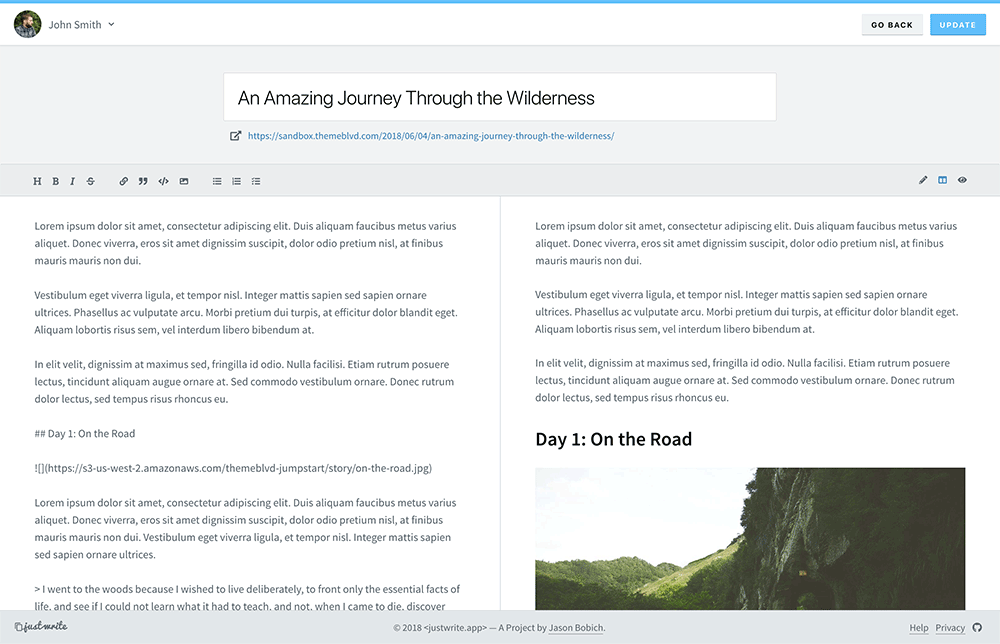 John Smith
GO BACK
UPDATE
An Amazing Journey Through the Wilderness
https://sandbox.themeblvd.com/2018/06/04/an-amazing-journey-through-the-wilderness/
H B I S
Lorem ipsum dolor sit amet, consectetur adipiscing elit. Duis aliquam faucibus metus varius
aliquet. Donec viverra, eros sit amet dignissim suscipit, dolor odio pretium nisl, at finibus
mauris mauris non dui.
Vestibulum eget viverra ligula, et tempor nisl. Integer mattis sapien sed sapien ornare
ultrices. Phasellus ac vulputate arcu. Morbi pretium dui turpis, at efficitur dolor blandit eget.
Aliquam lobortis risus sem, vel interdum libero bibendum at.
In elit velit, dignissim at maximus sed, fringilla id odio. Nulla facilisi. Etiam rutrum posuere
lectus, tincidunt aliquam augue ornare at. Sed commodo vestibulum ornare. Donec rutrum
dolor lectus, sed tempus risus rhoncus eu.
## Day 1: On the Road
![](https://s3-us-west-2.amazonaws.com/themeblvd-jumpstart/story/on-the-road.jpg)
Lorem ipsum dolor sit amet, consectetur adipiscing elit. Duis aliquam faucibus metus varius
aliquet. Donec viverra, eros sit amet dignissim suscipit, dolor odio pretium nisl, at finibus
mauris mauris non dui. Vestibulum eget viverra ligula, et tempor nisl. Integer mattis sapien
sed sapien ornare ultrices.
> I went to the woods because I wished to live deliberately, to front only the essential facts of
life, and see if I could not learn what it had to teach, and not, when I came to die, discover
Lorem ipsum dolor sit amet, consectetur adipiscing elit. Duis aliquam faucibus metus varius
aliquet. Donec viverra, eros sit amet dignissim suscipit, dolor odio pretium nisl, at finibus
mauris mauris non dui.
Vestibulum eget viverra ligula, et tempor nisl. Integer mattis sapien sed sapien ornare
ultrices. Phasellus ac vulputate arcu. Morbi pretium dui turpis, at efficitur dolor blandit eget.
Aliquam lobortis risus sem, vel interdum libero bibendum at.
In elit velit, dignissim at maximus sed, fringilla id odio. Nulla facilisi. Etiam rutrum posuere
lectus, tincidunt aliquam augue ornare at. Sed commodo vestibulum ornare. Donec rutrum
dolor lectus, sed tempus risus rhoncus eu.
Day 1: On the Road
justwrite
© 2018 <justwrite.app> — A Project by Jason Bobich.
Help Privacy